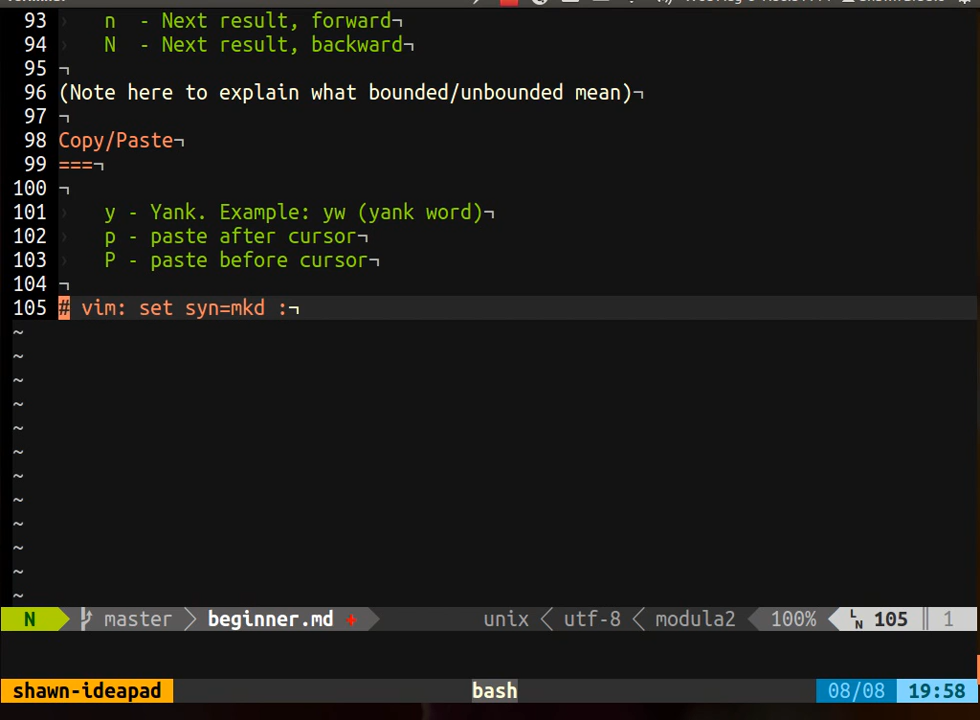 93 n - Next result, forward¬
94 N - Next result, backward¬
95 ¬
96 (Note here to explain what bounded/unbounded mean)¬
97 ¬
98 Copy/Paste¬
99 ===¬
100 ¬
101 y - Yank. Example: yw (yank word)¬
102 p - paste after cursor¬
103 P - paste before cursor¬
104 ¬
105 # vim: set syn=mkd :¬
~
~
~
~
~
~
~
~
~
~
~
~
N master beginner.md + unix utf-8 modula2 100% LN 105 1
shawn-ideapad bash 08/08 19:58